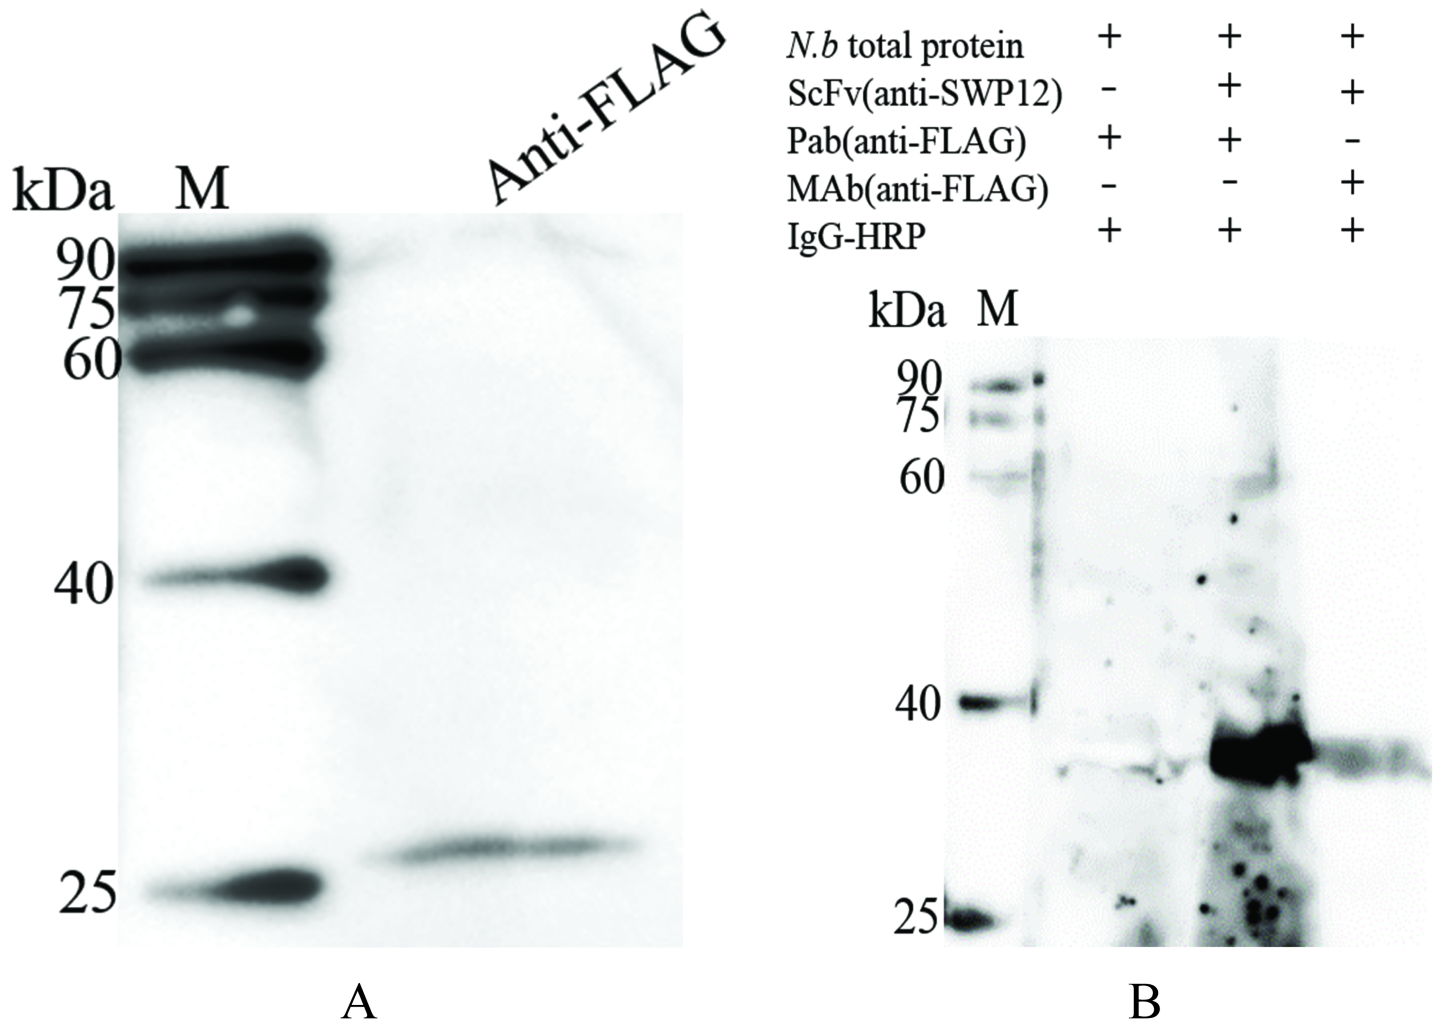 Anti-FLAG
kDa M
90
75
60
40
25
A
N.b total protein + + +
ScFv(anti-SWP12) - + +
Pab(anti-FLAG) + + -
MAb(anti-FLAG) - - +
IgG-HRP + + +
kDa M
90
75
60
40
25
B